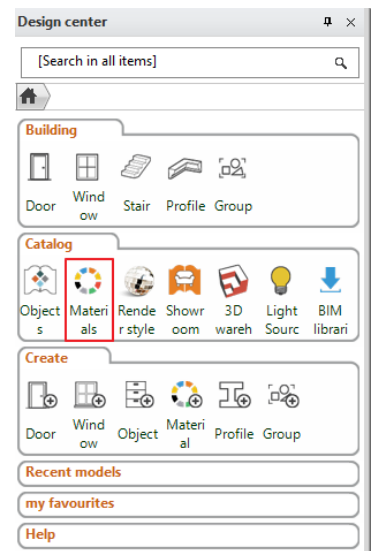 Design center
[Search in all items]
Building
Door
Wind
ow
Stair
Profile
Group
Catalog
Object
s
Materi
als
Rende
r style
Showr
oom
3D
wareh
Light
Sourc
BIM
librari
Create
Door
Wind
ow
Object
Materi
al
Profile
Group
Recent models
my favourites
Help